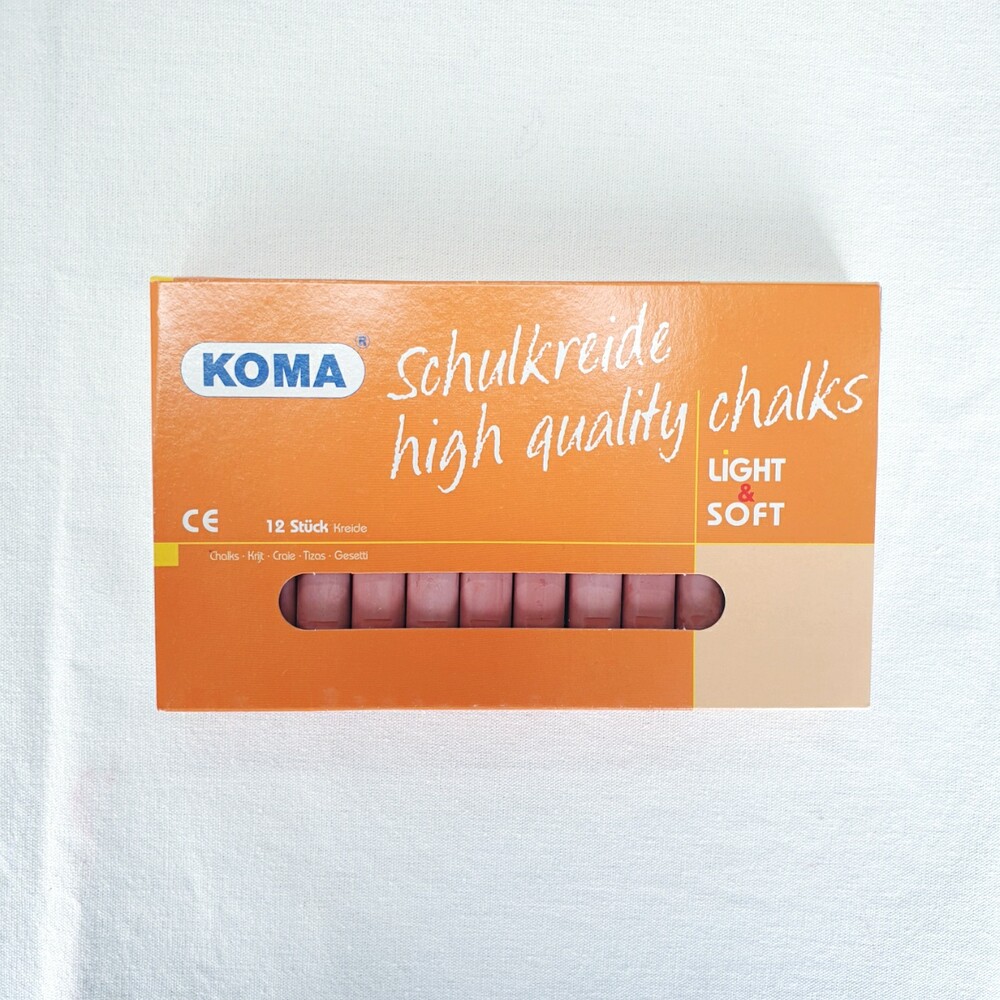 KOMA ®
Schulkreide
high quality chalks
LiGHT
&
SOFT
CE
12 Stück Kreide
Chalks - Krijt - Craie - Tizas - Gesetti